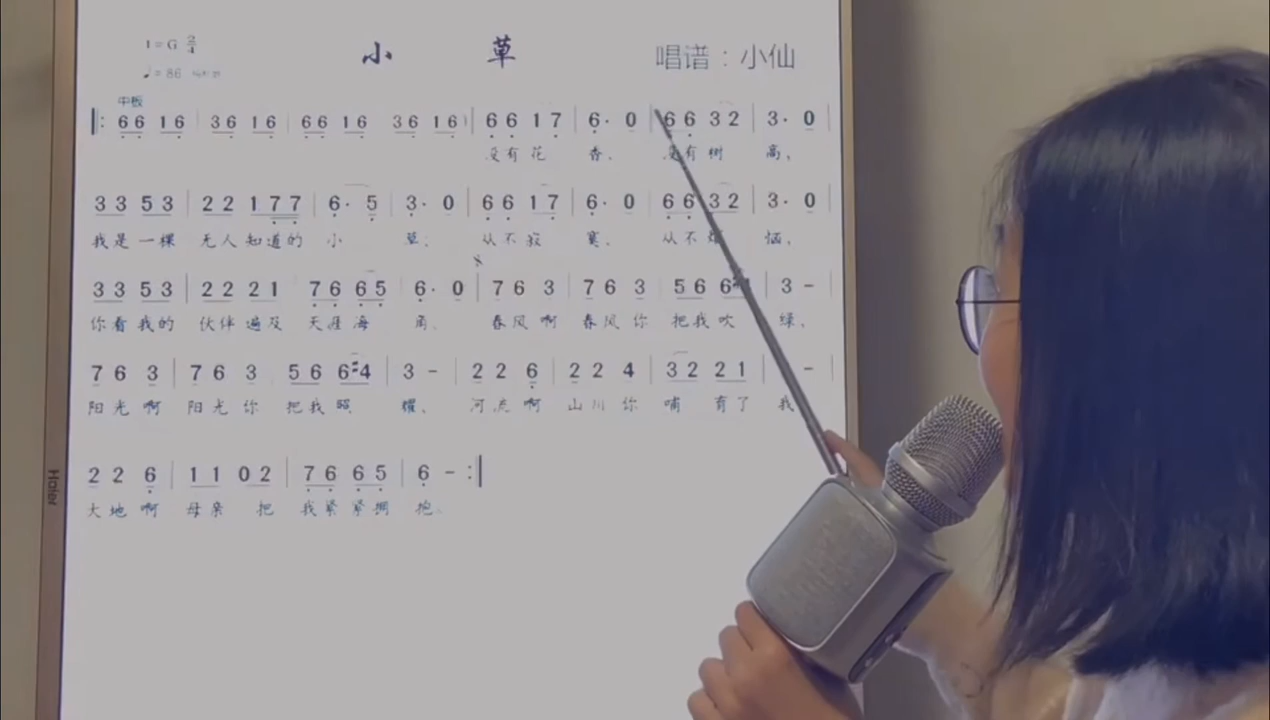 1=G 2/4
小 草
唱谱：小仙
♩=86
中板
‖: 66 16 | 36 16 | 66 16 36 16 | 66 17 | 6· 0 | 66 32 | 3· 0 |
没有花 香、 没有树 高，
33 53 | 22 177 | 6· 5 | 3· 0 | 66 17 | 6· 0 | 66 32 | 3· 0
我是一棵 无人知道的 小 草； 从不寂 寞、 从不烦 恼，
33 53 | 22 21 76 65 | 6· 0 | 76 3 | 76 3 | 56 6 | 3 - |
你看我的 伙伴遍及 天涯海 角。 春风啊 春风你 把我吹 绿、
76 3 | 76 3 56 6#4 | 3 - | 22 6 | 22 4 | 32 21 | - |
阳光啊 阳光你 把我照 耀、 河流啊 山川你 哺 育了 我
22 6 | 11 02 | 76 65 | 6 - :‖
大地啊 母亲 把 我紧紧拥 抱。
Haier